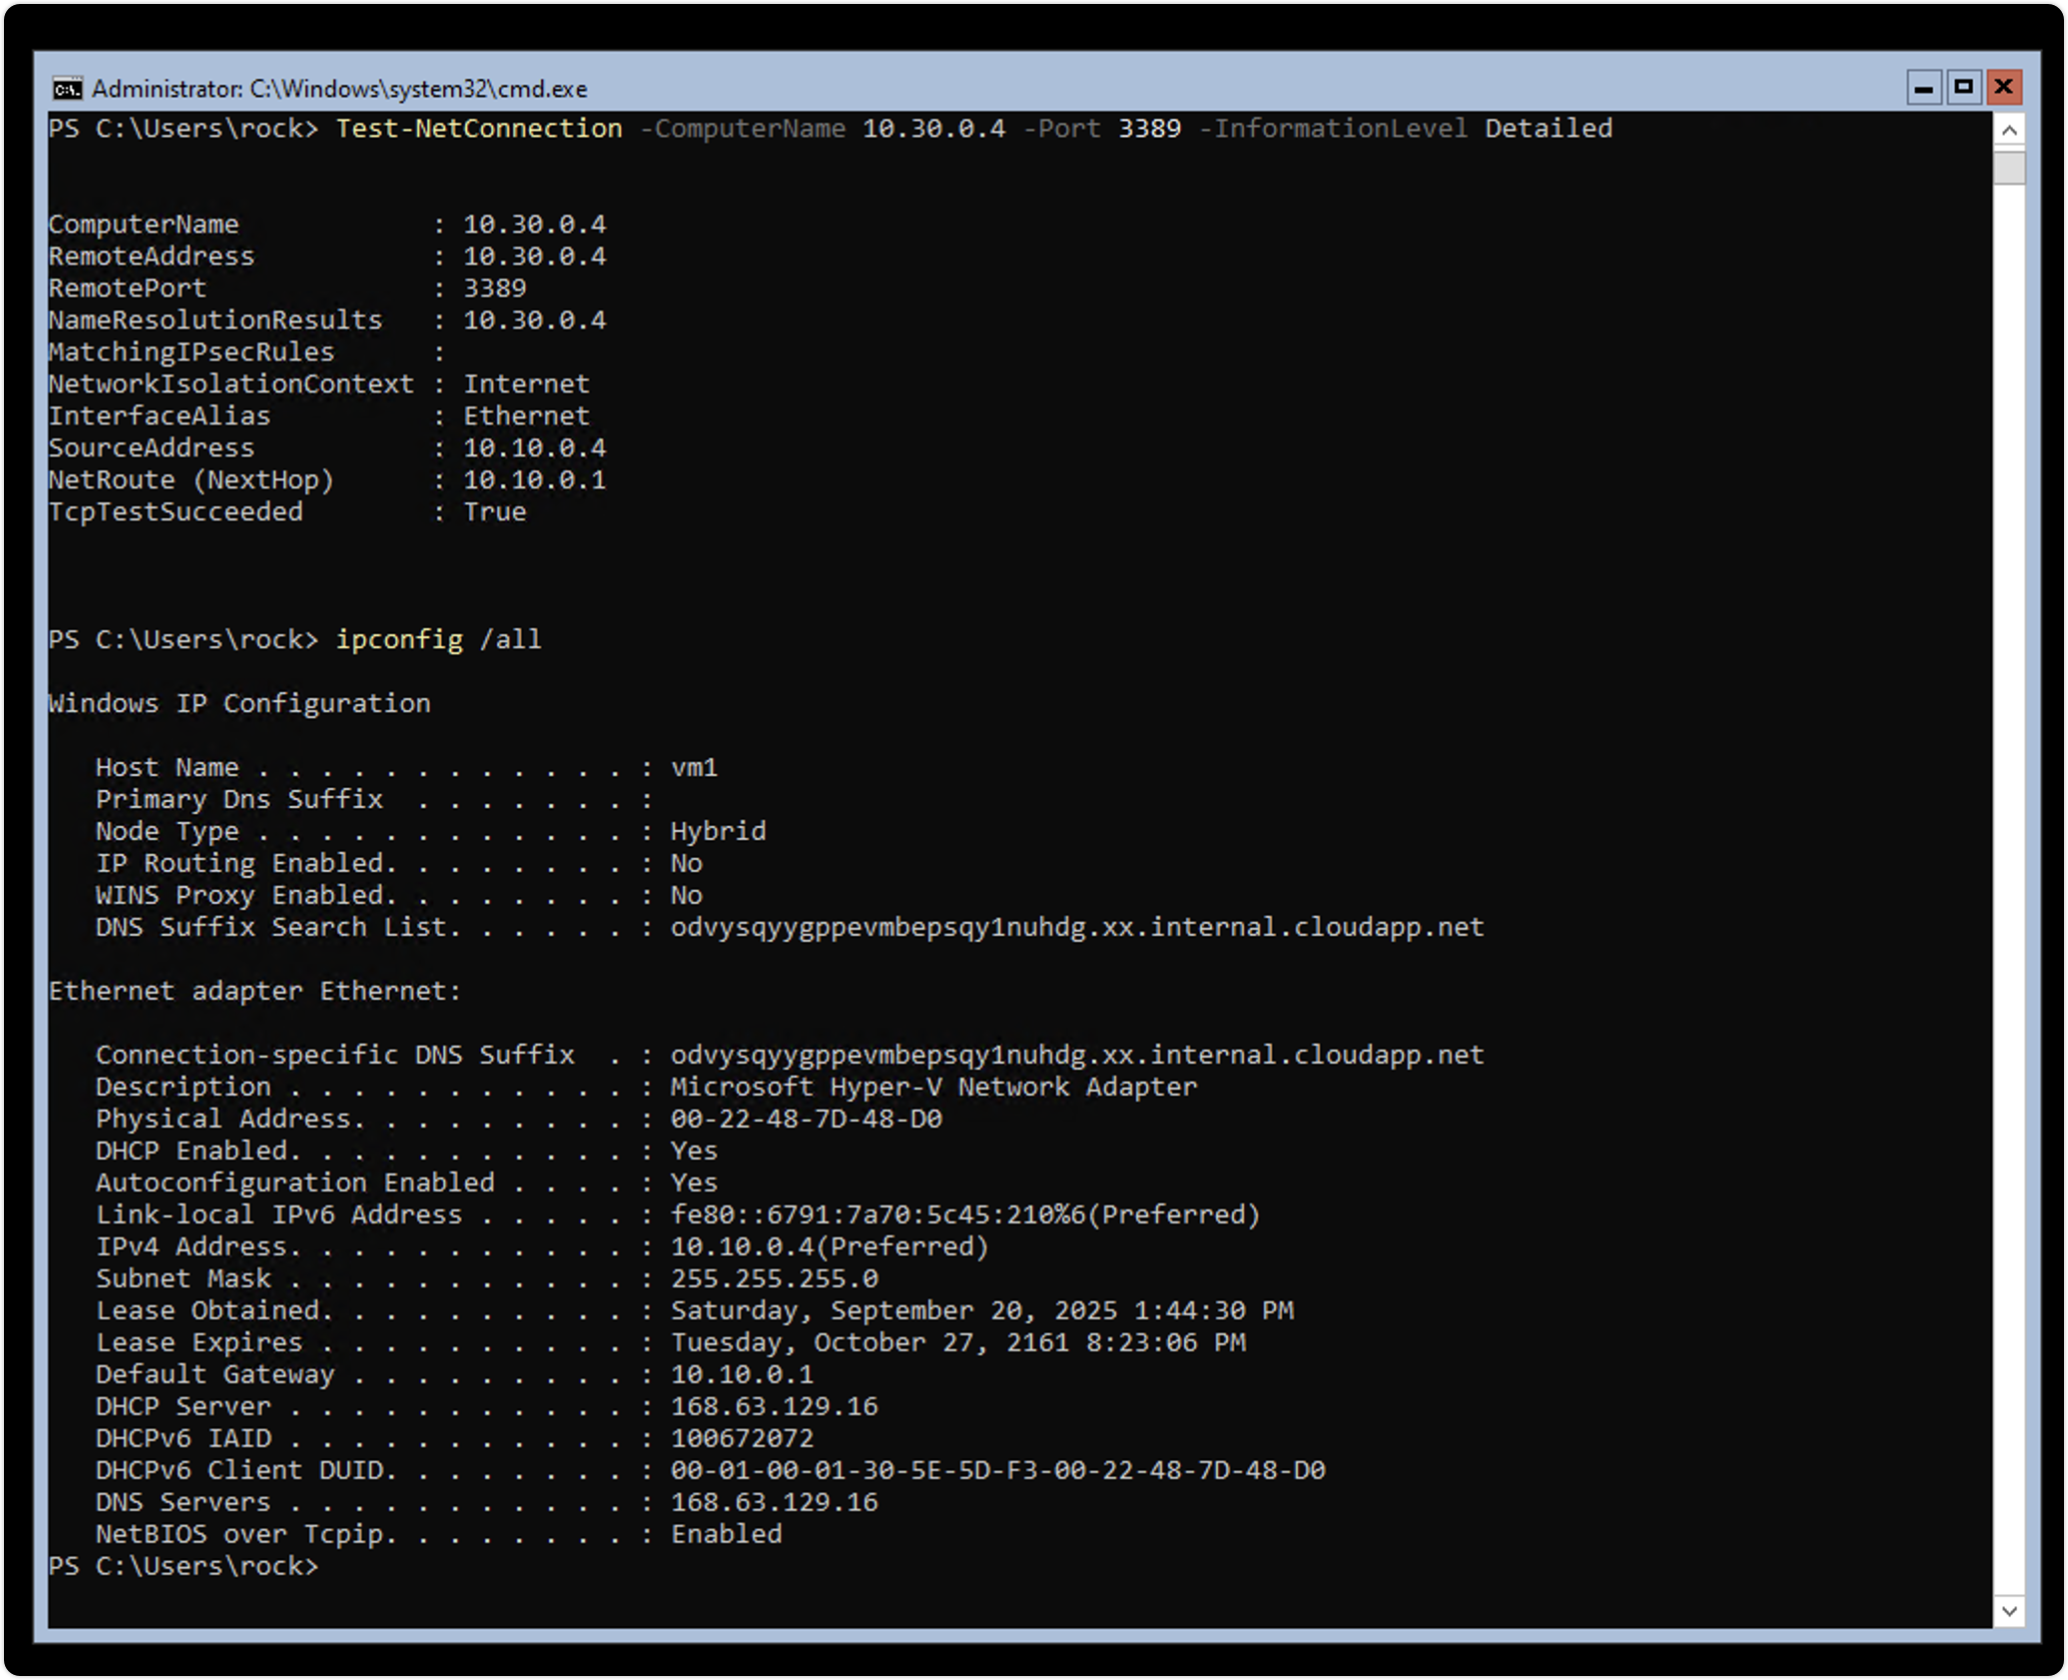 Administrator: C:\Windows\system32\cmd.exe
PS C:\Users\rock> Test-NetConnection -ComputerName 10.30.0.4 -Port 3389 -InformationLevel Detailed
ComputerName            : 10.30.0.4
RemoteAddress           : 10.30.0.4
RemotePort              : 3389
NameResolutionResults   : 10.30.0.4
MatchingIPsecRules      :
NetworkIsolationContext : Internet
InterfaceAlias          : Ethernet
SourceAddress           : 10.10.0.4
NetRoute (NextHop)      : 10.10.0.1
TcpTestSucceeded        : True
PS C:\Users\rock> ipconfig /all
Windows IP Configuration
   Host Name . . . . . . . . . . . . : vm1
   Primary Dns Suffix  . . . . . . . :
   Node Type . . . . . . . . . . . . : Hybrid
   IP Routing Enabled. . . . . . . . : No
   WINS Proxy Enabled. . . . . . . . : No
   DNS Suffix Search List. . . . . . : odvysqyygppevmbepsqy1nuhdg.xx.internal.cloudapp.net
Ethernet adapter Ethernet:
   Connection-specific DNS Suffix  . : odvysqyygppevmbepsqy1nuhdg.xx.internal.cloudapp.net
   Description . . . . . . . . . . . : Microsoft Hyper-V Network Adapter
   Physical Address. . . . . . . . . : 00-22-48-7D-48-D0
   DHCP Enabled. . . . . . . . . . . : Yes
   Autoconfiguration Enabled . . . . : Yes
   Link-local IPv6 Address . . . . . : fe80::6791:7a70:5c45:210%6(Preferred)
   IPv4 Address. . . . . . . . . . . : 10.10.0.4(Preferred)
   Subnet Mask . . . . . . . . . . . : 255.255.255.0
   Lease Obtained. . . . . . . . . . : Saturday, September 20, 2025 1:44:30 PM
   Lease Expires . . . . . . . . . . : Tuesday, October 27, 2161 8:23:06 PM
   Default Gateway . . . . . . . . . : 10.10.0.1
   DHCP Server . . . . . . . . . . . : 168.63.129.16
   DHCPv6 IAID . . . . . . . . . . . : 100672072
   DHCPv6 Client DUID. . . . . . . . : 00-01-00-01-30-5E-5D-F3-00-22-48-7D-48-D0
   DNS Servers . . . . . . . . . . . : 168.63.129.16
   NetBIOS over Tcpip. . . . . . . . : Enabled
PS C:\Users\rock>